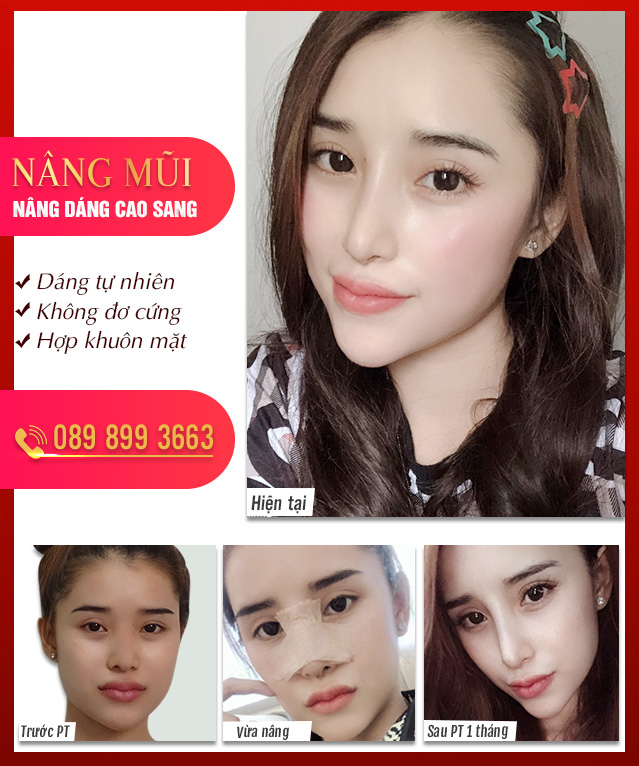 NÂNG MŨI
NÂNG DÁNG CAO SANG
Dáng tự nhiên
Không đơ cứng
Hợp khuôn mặt
089 899 3663
Hiện tại
Trước PT
Vừa nâng
Sau PT 1 tháng